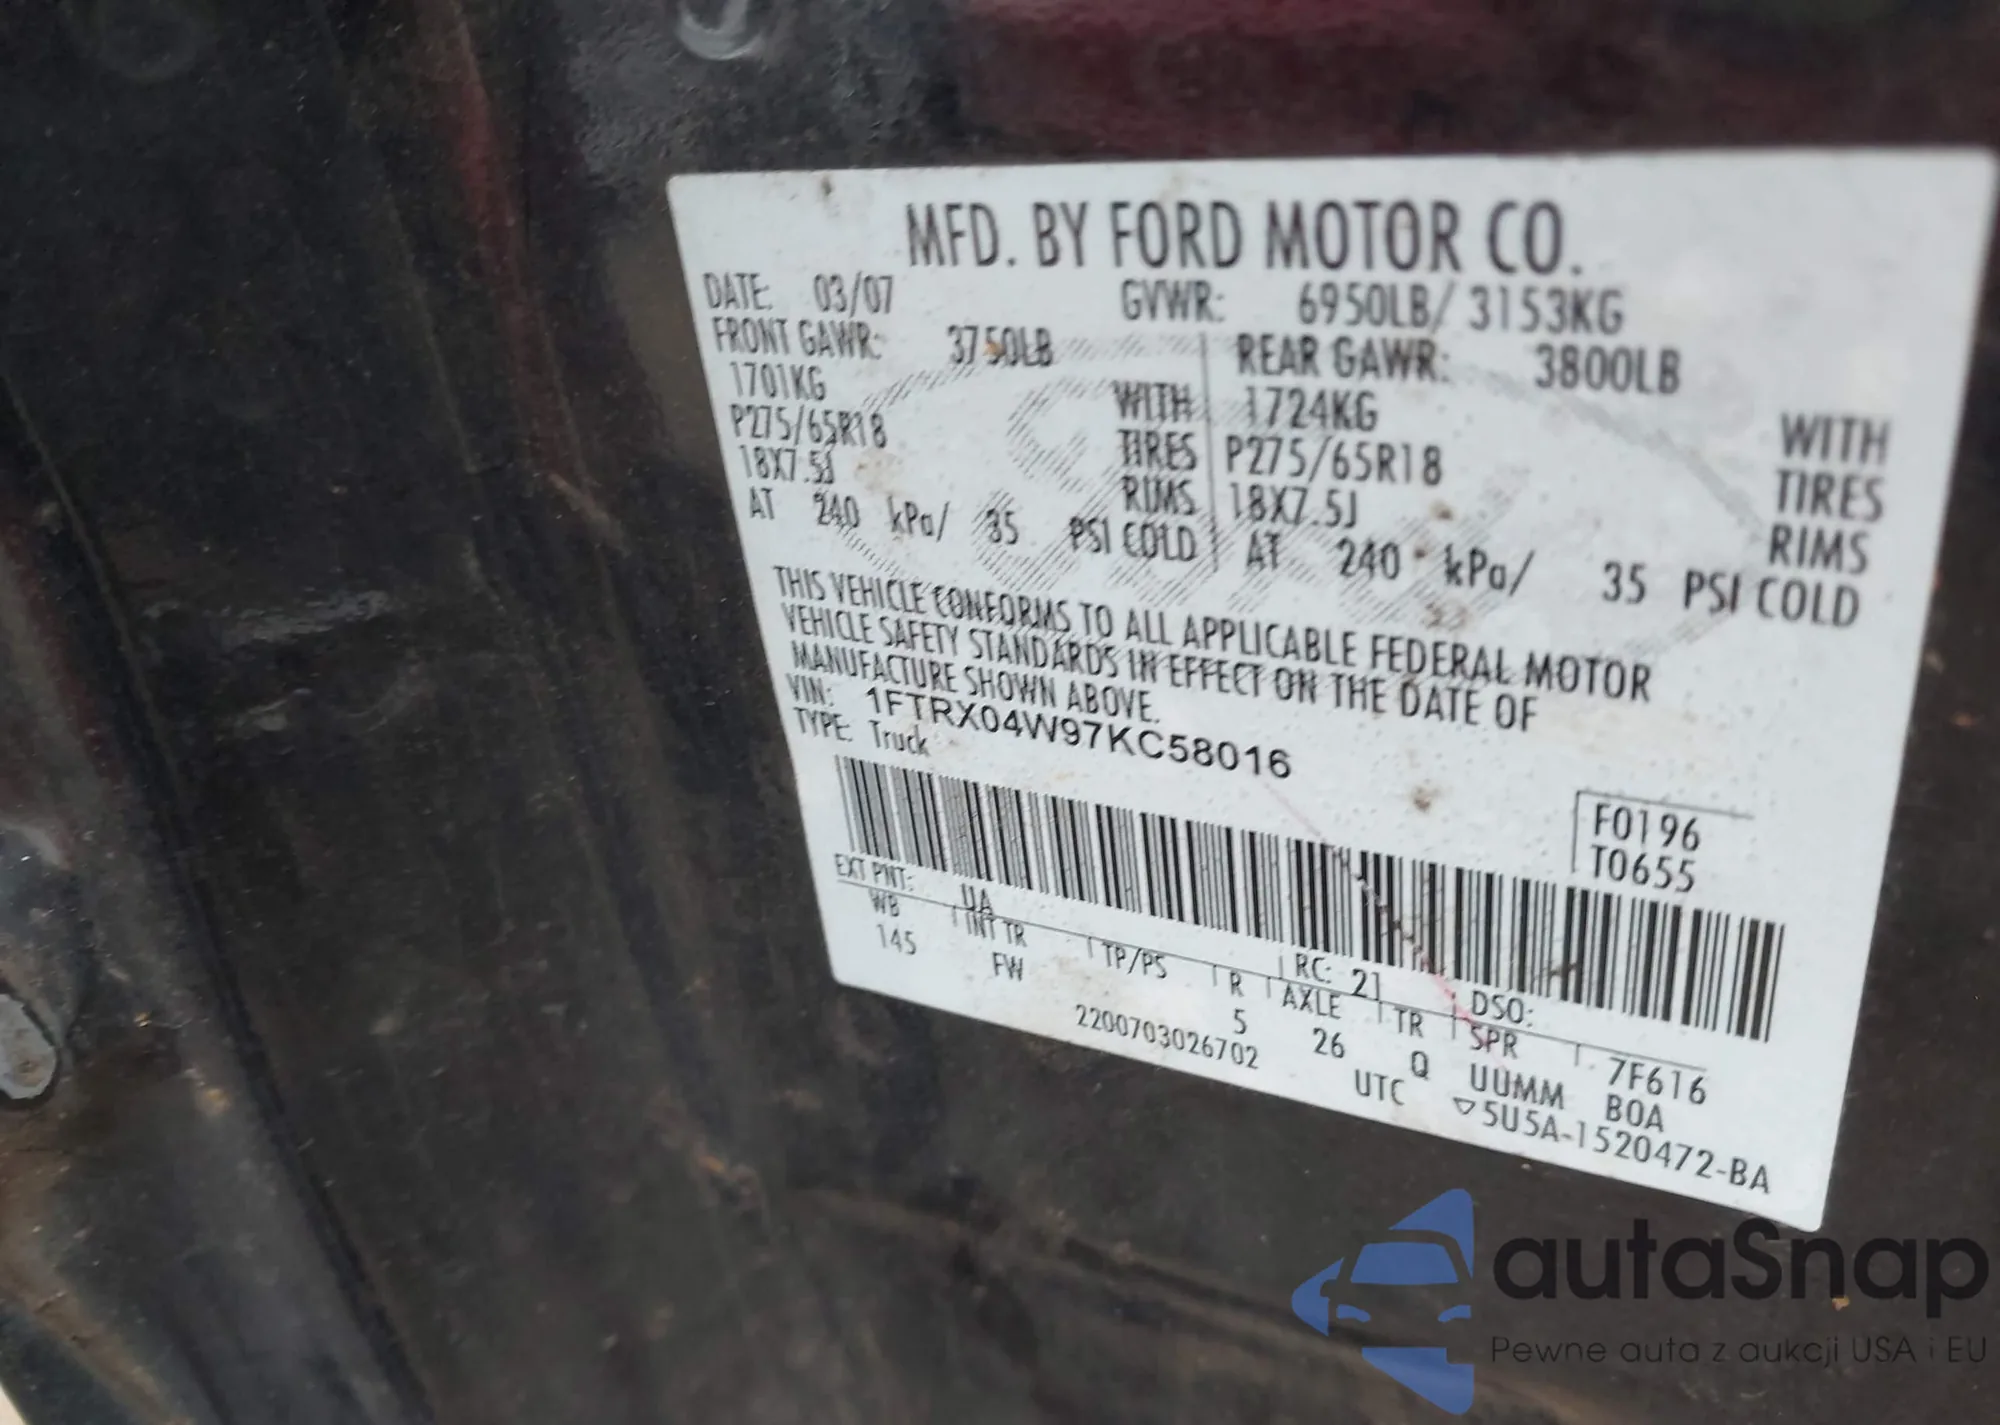 MFD. BY FORD MOTOR CO.
DATE: 03/07 GVWR: 6950LB/ 3153KG
FRONT GAWR: 3750LB REAR GAWR: 3800LB
1701KG WITH 1724KG WITH
P275/65R18 TIRES P275/65R18 TIRES
18X7.5J RIMS 18X7.5J RIMS
AT 240 kPa/ 35 PSI COLD AT 240 kPa/ 35 PSI COLD
THIS VEHICLE CONFORMS TO ALL APPLICABLE FEDERAL MOTOR
VEHICLE SAFETY STANDARDS IN EFFECT ON THE DATE OF
MANUFACTURE SHOWN ABOVE.
VIN: 1FTRX04W97KC58016
TYPE: Truck
F0196
T0655
EXT PNT: UA RC: 21 DSO:
WB INT TR TP/PS R AXLE TR SPR 7F616
145 FW 5 26 Q UUMM BOA
2200703026702 UTC ▽5U5A-1520472-BA
autaSnap
Pewne auta z aukcji USA i EU